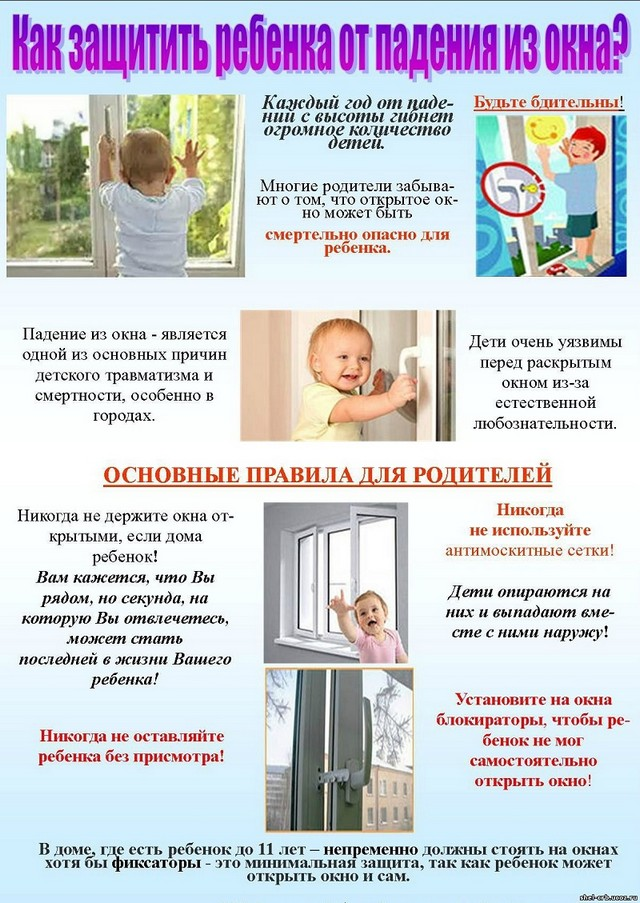 Как защитить ребенка от падения из окна?
Каждый год от паде-
ний с высоты гибнет
огромное количество
детей.
Многие родители забыва-
ют о том, что открытое ок-
но может быть
смертельно опасно для
ребенка.
Будьте бдительны!
Падение из окна - является
одной из основных причин
детского травматизма и
смертности, особенно в
городах.
Дети очень уязвимы
перед раскрытым
окном из-за
естественной
любознательности.
ОСНОВНЫЕ ПРАВИЛА ДЛЯ РОДИТЕЛЕЙ
Никогда не держите окна от-
крытыми, если дома
ребенок!
Вам кажется, что Вы
рядом, но секунда, на
которую Вы отвлечетесь,
может стать
последней в жизни Вашего
ребенка!
Никогда не оставляйте
ребенка без присмотра!
Никогда
не используйте
антимоскитные сетки!
Дети опираются на
них и выпадают вме-
сте с ними наружу!
Установите на окна
блокираторы, чтобы ре-
бенок не мог
самостоятельно
открыть окно!
В доме, где есть ребенок до 11 лет – непременно должны стоять на окнах
хотя бы фиксаторы - это минимальная защита, так как ребенок может
открыть окно и сам.
shel-crb.ucoz.ru